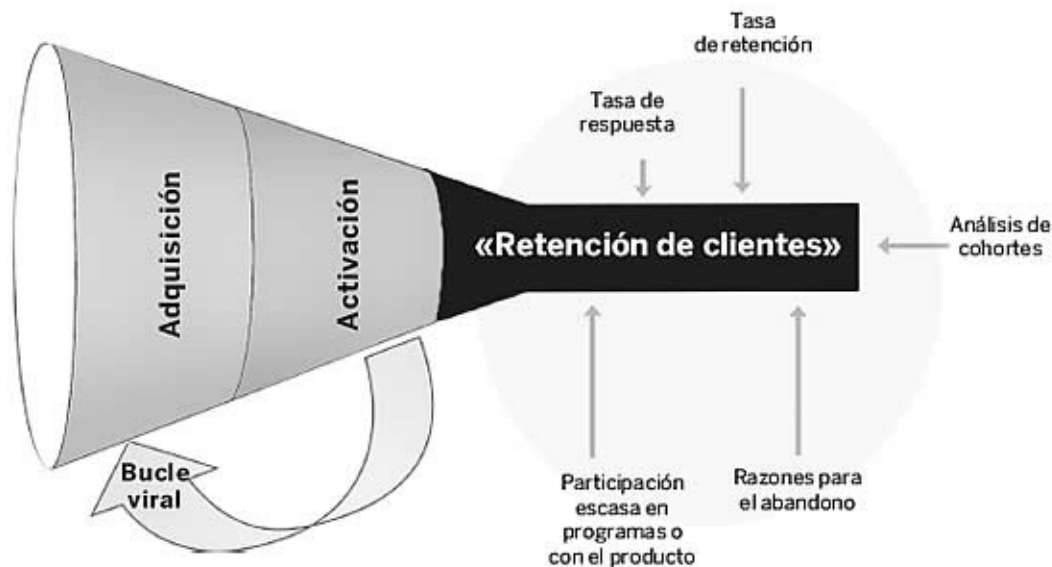 Tasa
de retención
Tasa de
respuesta
Adquisición
Activación
«Retención de clientes»
Análisis de
cohortes
Bucle
viral
Participación
escasa en
programas o
con el producto
Razones para
el abandono